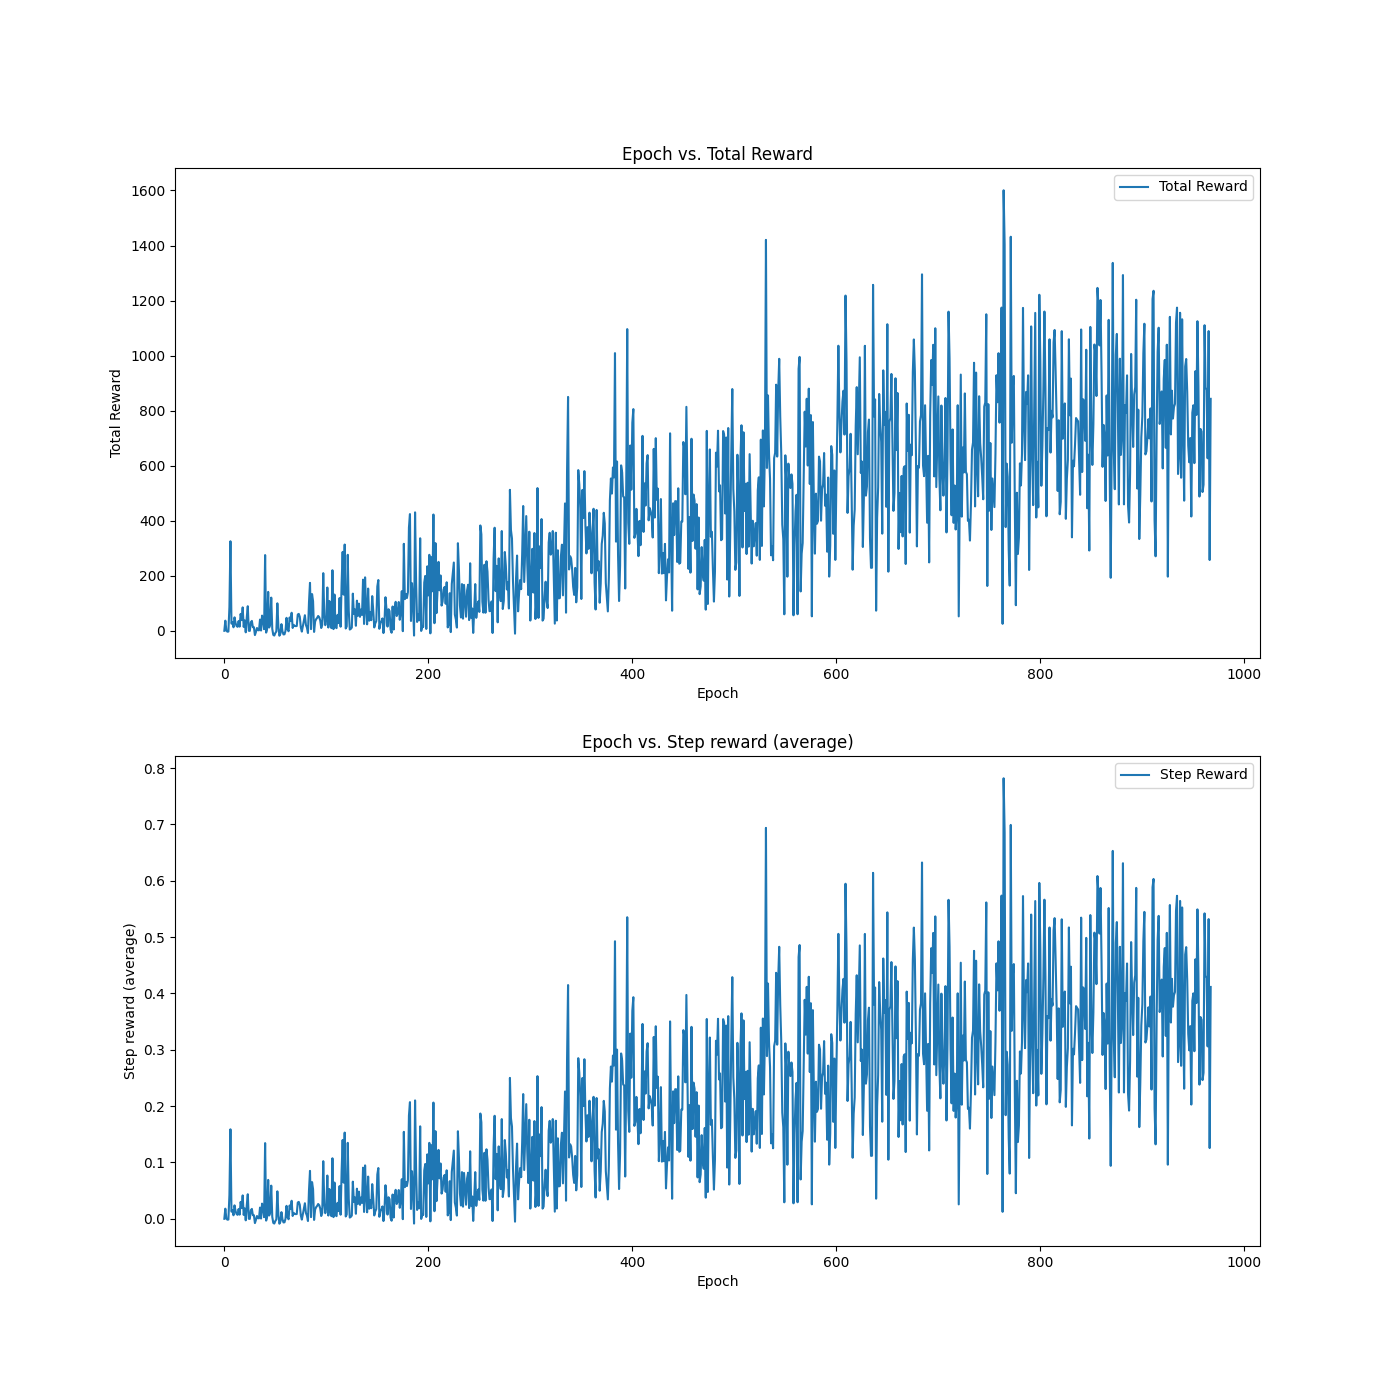 Epoch vs. Total Reward
Total Reward
1600
1400
1200
1000
800
600
400
200
0
Total Reward
0 200 400 600 800 1000
Epoch
Epoch vs. Step reward (average)
Step Reward
0.8
0.7
0.6
0.5
0.4
0.3
0.2
0.1
0.0
Step reward (average)
0 200 400 600 800 1000
Epoch